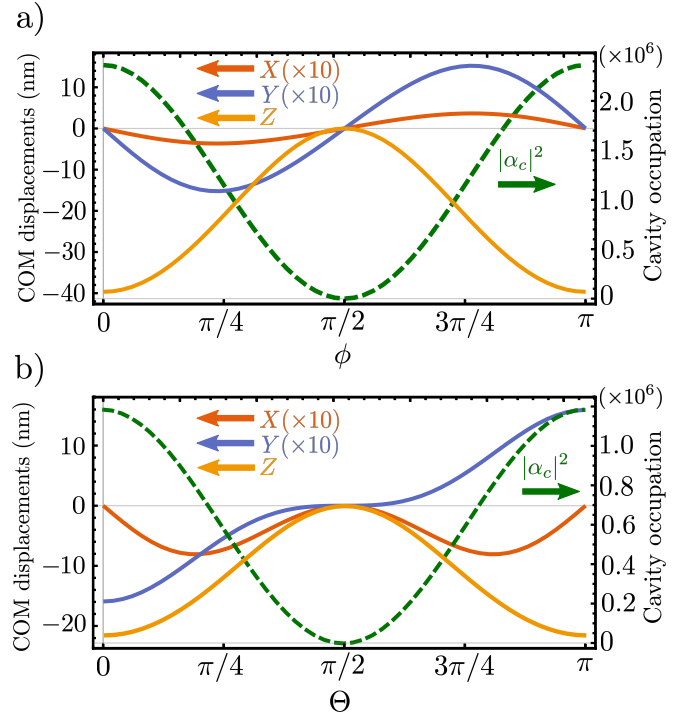 a)
(×10⁶)
COM displacements (nm)
10
0
−10
−20
−30
−40
X(×10)
Y(×10)
Z
|α_c|²
2.0
1.5
1.0
0.5
0
Cavity occupation
0
π/4
π/2
3π/4
π
ϕ
b)
(×10⁶)
COM displacements (nm)
10
0
−10
−20
X(×10)
Y(×10)
Z
|α_c|²
1.0
0.8
0.6
0.4
0.2
0
Cavity occupation
0
π/4
π/2
3π/4
π
Θ